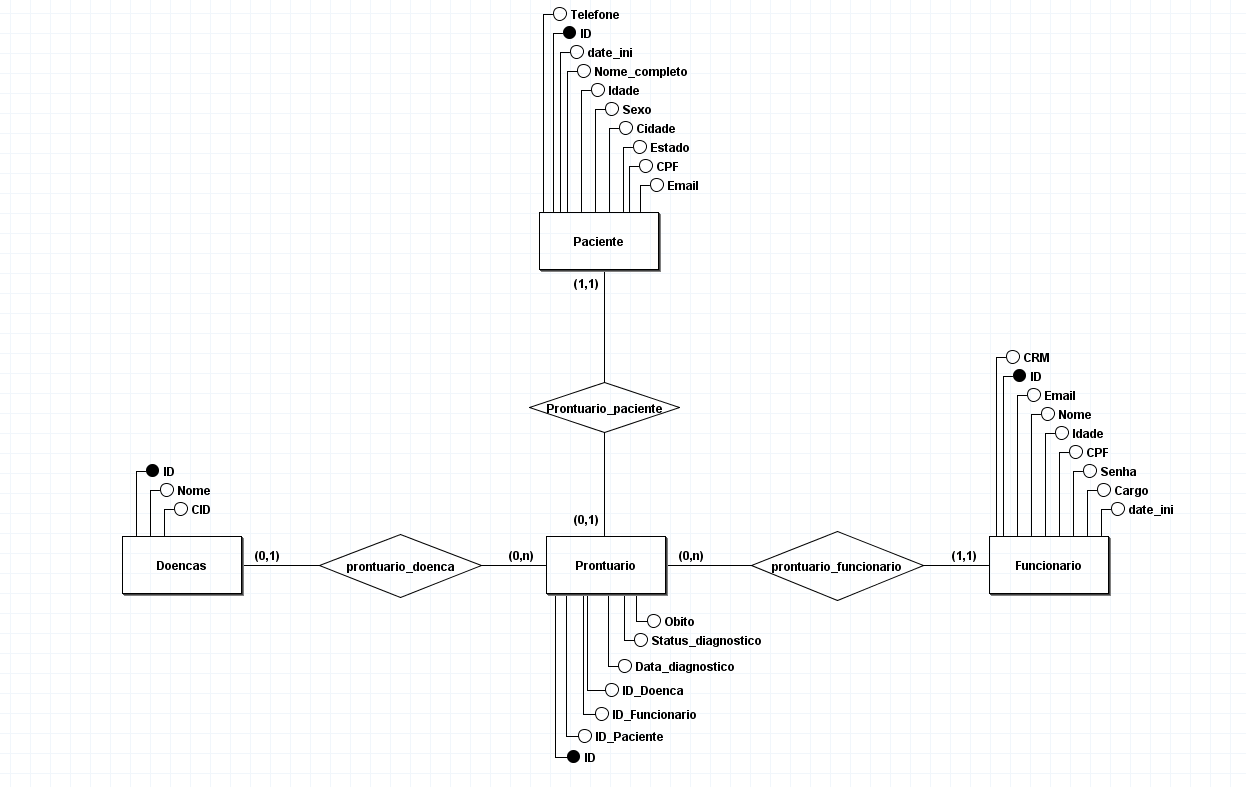 Telefone
ID
date_ini
Nome_completo
Idade
Sexo
Cidade
Estado
CPF
Email
Paciente
(1,1)
Prontuario_paciente
(0,1)
ID
Nome
CID
Doencas
(0,1)
prontuario_doenca
(0,n)
Prontuario
(0,n)
prontuario_funcionario
(1,1)
CRM
ID
Email
Nome
Idade
CPF
Senha
Cargo
date_ini
Funcionario
Obito
Status_diagnostico
Data_diagnostico
ID_Doenca
ID_Funcionario
ID_Paciente
ID